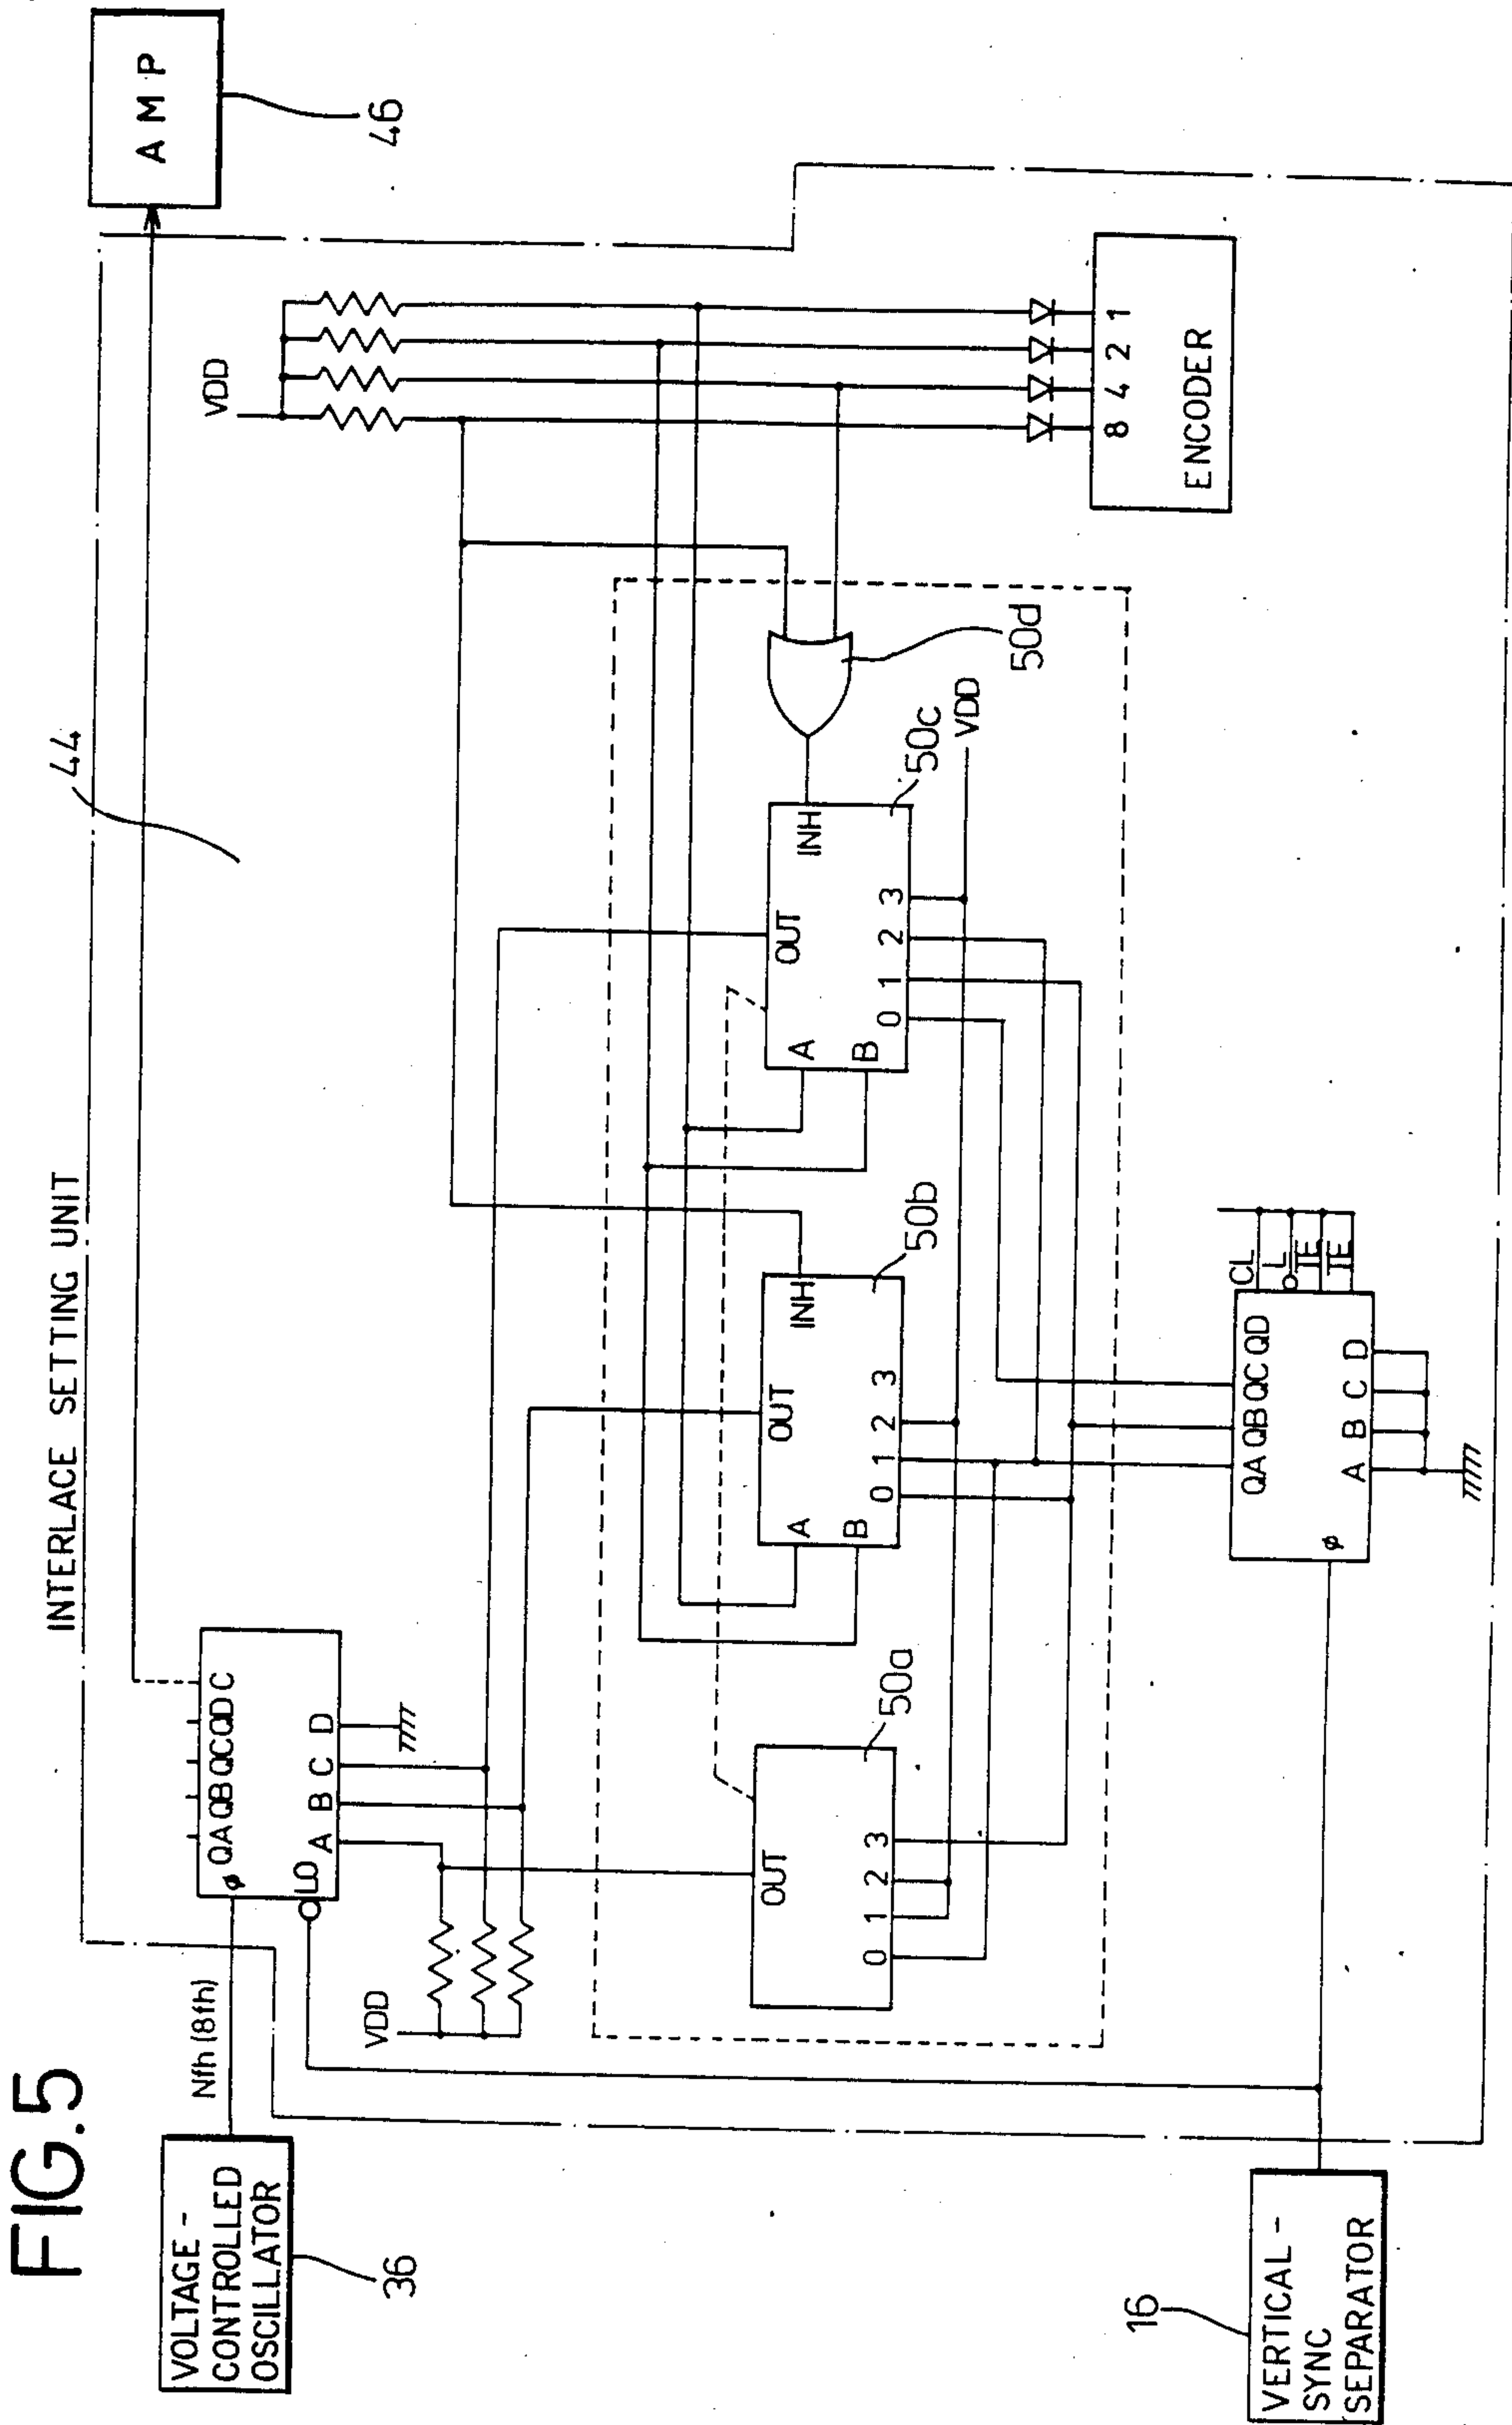 FIG.5
INTERLACE SETTING UNIT
44
VOLTAGE-
CONTROLLED
OSCILLATOR
36
Nfh (8fh)
φ QA QB QC QD C
LO A B C D
VDD
AMP
46
VDD
OUT
0 1 2 3
50a
OUT
INH
A
B
0 1 2 3
50b
OUT
INH
A
B
0 1 2 3
50c
VDD
50d
8 4 2 1
ENCODER
VERTICAL-
SYNC
SEPARATOR
16
QA QB QC QD
φ
A B C D
CL
L
TE
TE